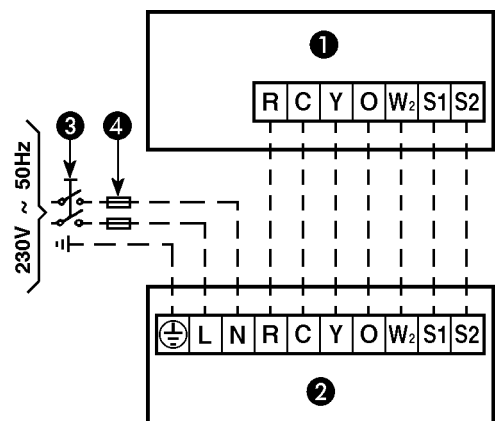 1
R C Y O W₂ S1 S2
3 4
230V ~ 50Hz
L N R C Y O W₂ S1 S2
2